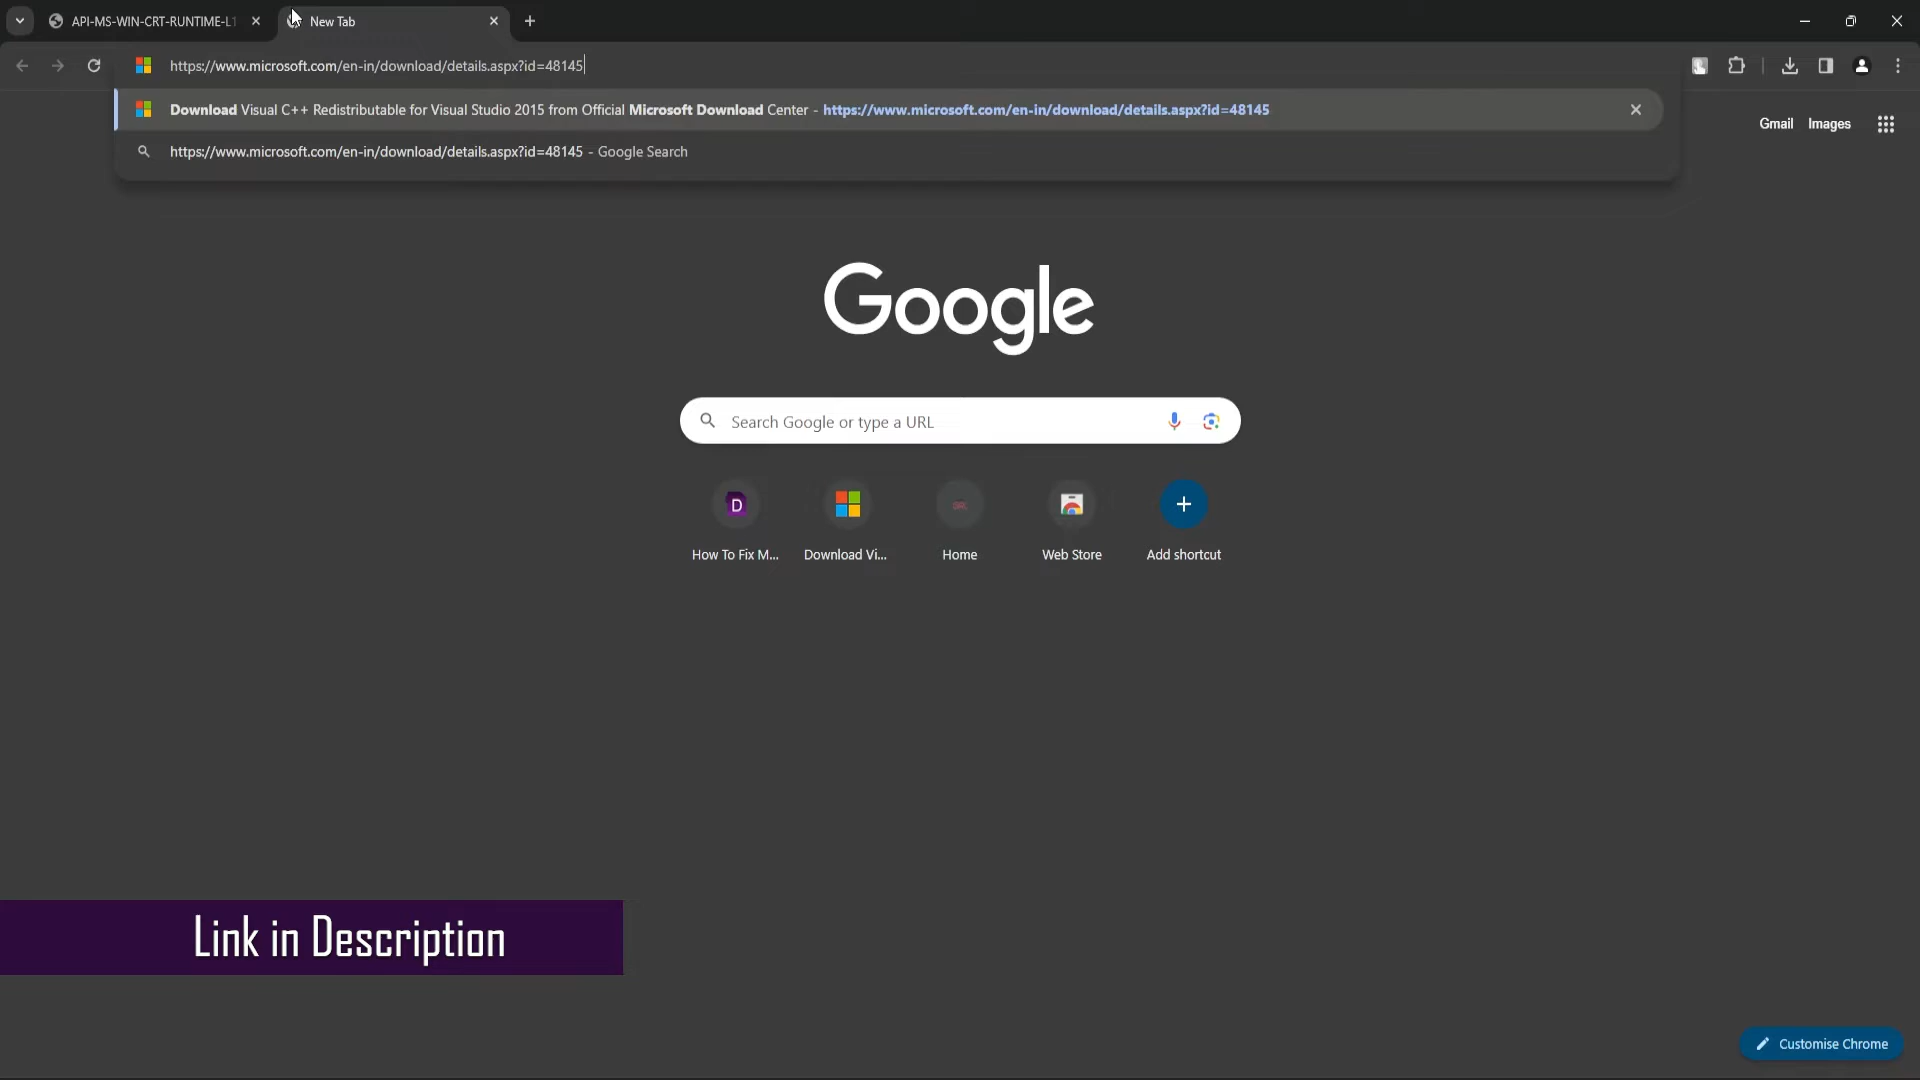 API-MS-WIN-CRT-RUNTIME-L1
New Tab
https://www.microsoft.com/en-in/download/details.aspx?id=48145
Download Visual C++ Redistributable for Visual Studio 2015 from Official Microsoft Download Center - https://www.microsoft.com/en-in/download/details.aspx?id=48145
https://www.microsoft.com/en-in/download/details.aspx?id=48145 - Google Search
Gmail Images
Google
Search Google or type a URL
D
How To Fix M... Download Vi... Home Web Store Add shortcut
Link in Description
Customise Chrome